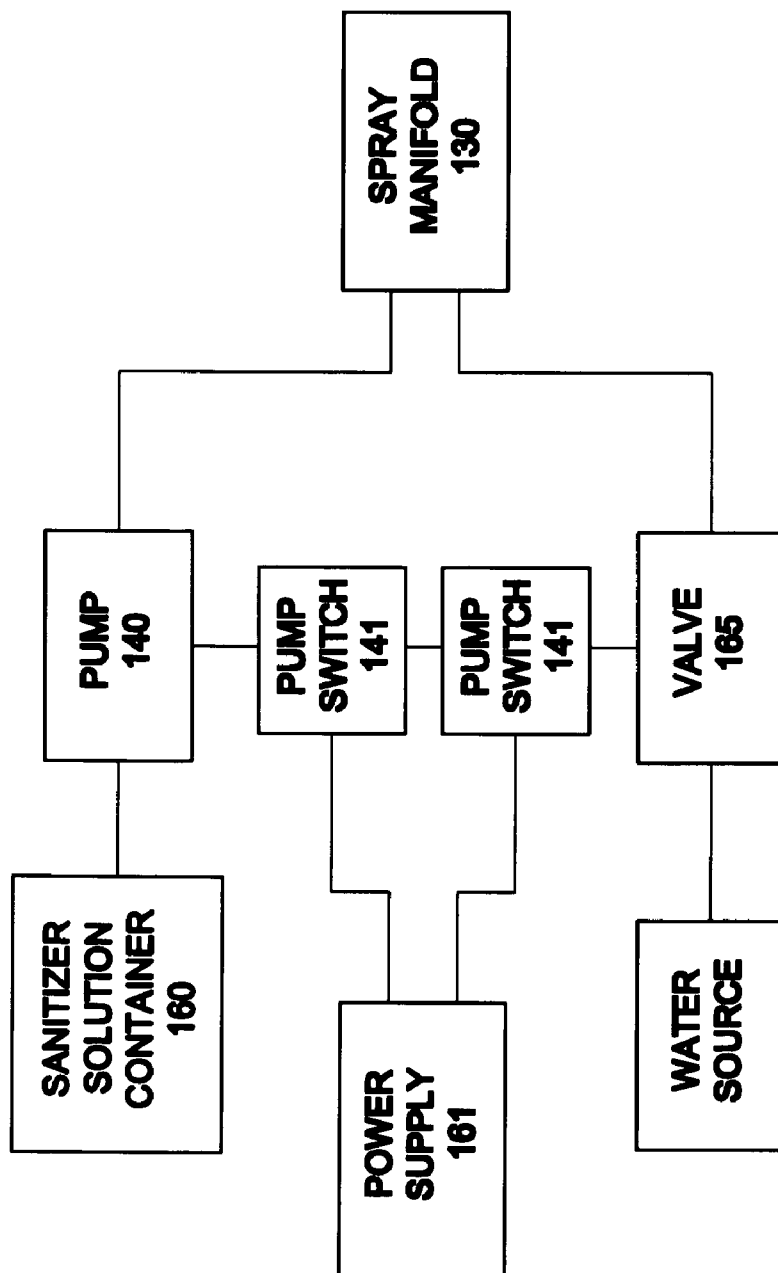 SANITIZER
SOLUTION
CONTAINER
160
PUMP
140
SPRAY
MANIFOLD
130
PUMP
SWITCH
141
PUMP
SWITCH
141
POWER
SUPPLY
161
WATER
SOURCE
VALVE
165